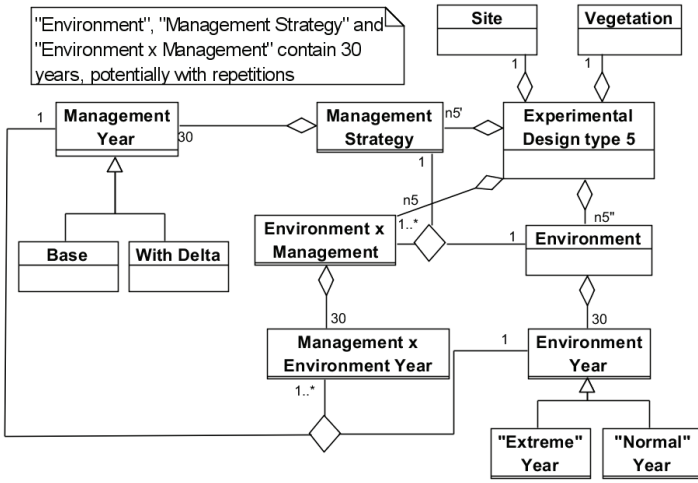 "Environment", "Management Strategy" and
"Environment x Management" contain 30
years, potentially with repetitions
Site
Vegetation
1
1
1
Management
Year
30
Management
Strategy
n5'
Experimental
Design type 5
1
n5
1..*
n5"
Base
With Delta
Environment x
Management
1
Environment
30
30
Management x
Environment Year
1
Environment
Year
1..*
"Extreme"
Year
"Normal"
Year